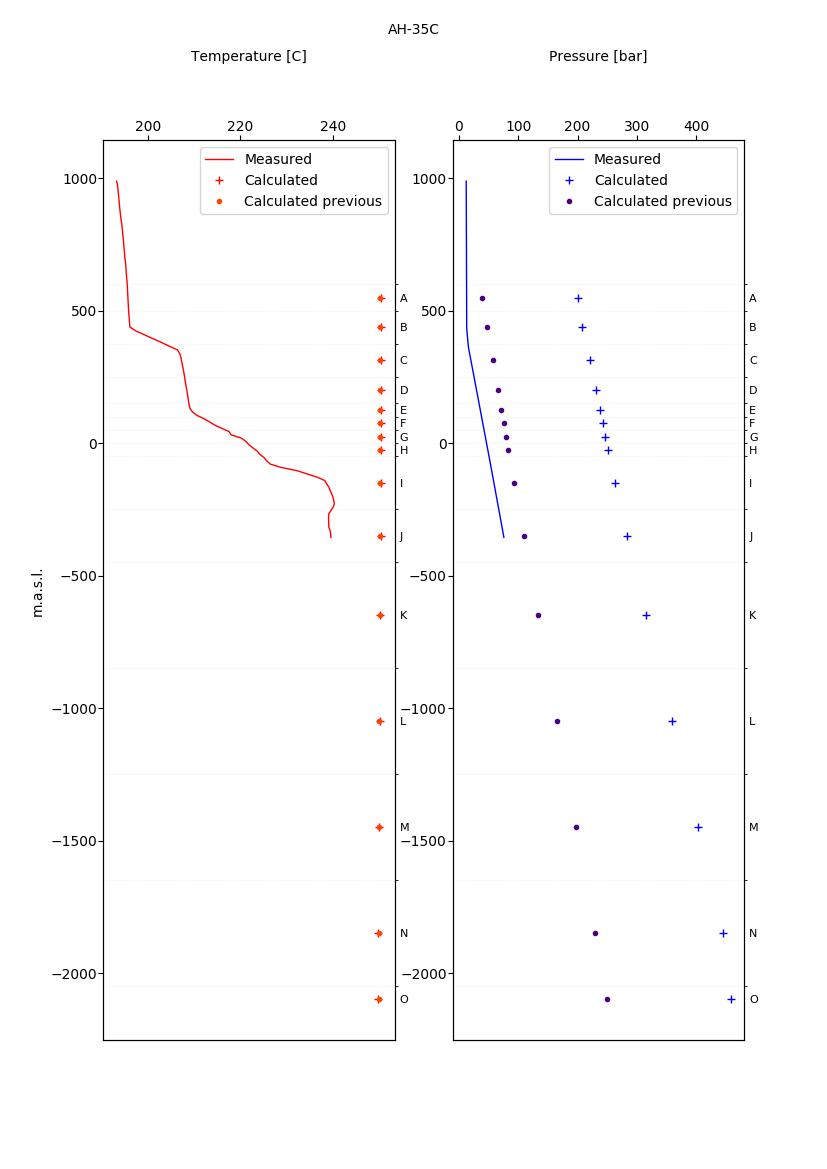 AH-35C
Temperature [C]
Pressure [bar]
200 220 240
0 100 200 300 400
Measured
Calculated
Calculated previous
Measured
Calculated
Calculated previous
1000
500
0
−500
−1000
−1500
−2000
m.a.s.l.
A
B
C
D
E
F
G
H
I
J
K
L
M
N
O
1000
500
0
−500
−1000
−1500
−2000
A
B
C
D
E
F
G
H
I
J
K
L
M
N
O